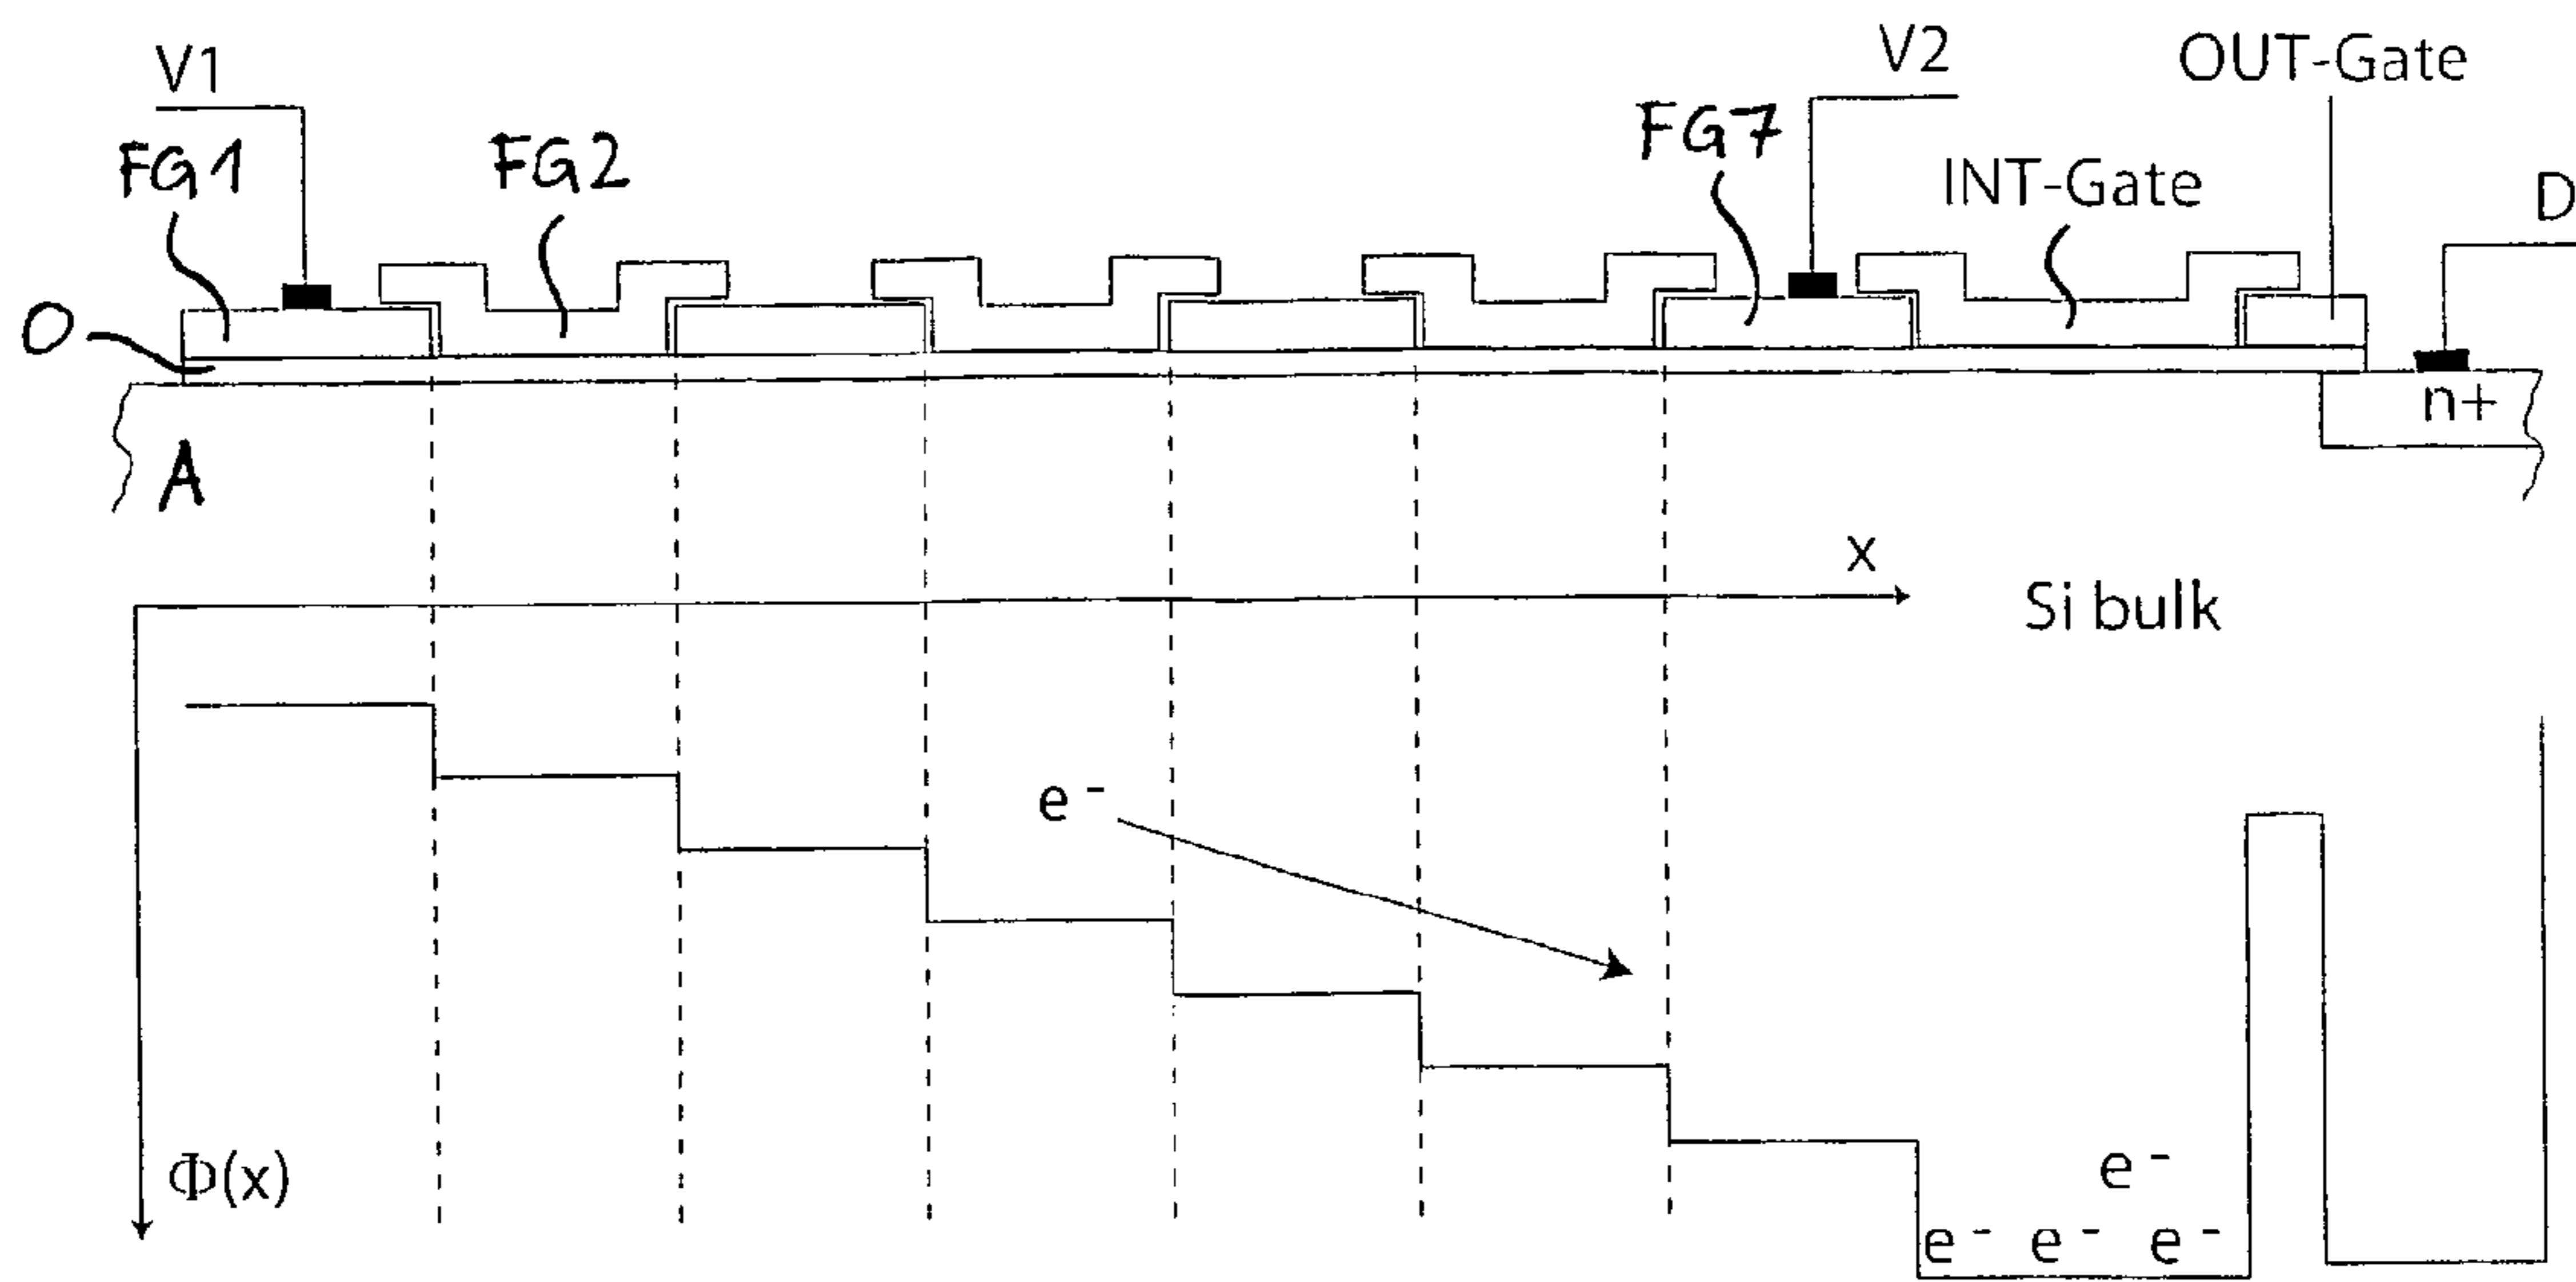 V1
V2
OUT-Gate
FG1
FG2
FG7
INT-Gate
D
O
n+
A
x
Si bulk
e -
Φ(x)
e -
e - e - e -